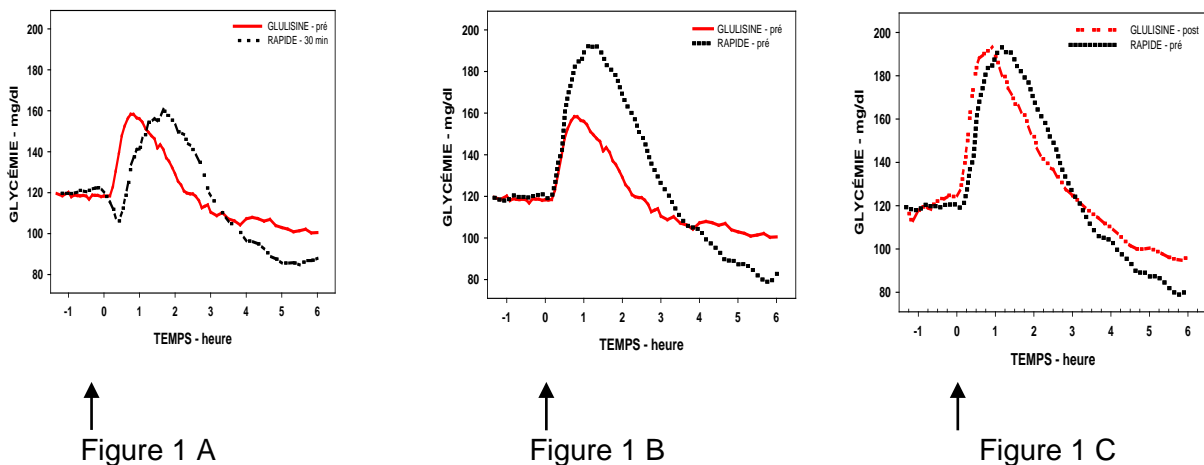 GLULISINE - pré
RAPIDE - 30 min
GLYCÉMIE - mg/dl
200
180
160
140
120
100
80
-1 0 1 2 3 4 5 6
TEMPS - heure
Figure 1 A
GLULISINE - pré
RAPIDE - pré
GLYCÉMIE - mg/dl
200
180
160
140
120
100
80
-1 0 1 2 3 4 5 6
TEMPS - heure
Figure 1 B
GLULISINE - post
RAPIDE - pré
GLYCÉMIE - mg/dl
200
180
160
140
120
100
80
-1 0 1 2 3 4 5 6
TEMPS - heure
Figure 1 C